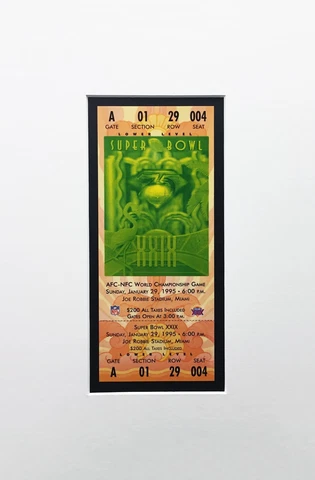 A 01 29 004
GATE SECTION ROW SEAT
LOWER LEVEL
SUPER BOWL
XXIX
AFC-NFC WORLD CHAMPIONSHIP GAME
SUNDAY, JANUARY 29, 1995 - 6:00 P.M.
JOE ROBBIE STADIUM, MIAMI
$200 ALL TAXES INCLUDED
GATES OPEN AT 2:00 P.M.
SUPER BOWL XXIX
SUNDAY, JANUARY 29, 1995 - 6:00 P.M.
JOE ROBBIE STADIUM, MIAMI
$200 ALL TAXES INCLUDED
LOWER LEVEL
GATE SECTION ROW SEAT
A 01 29 004